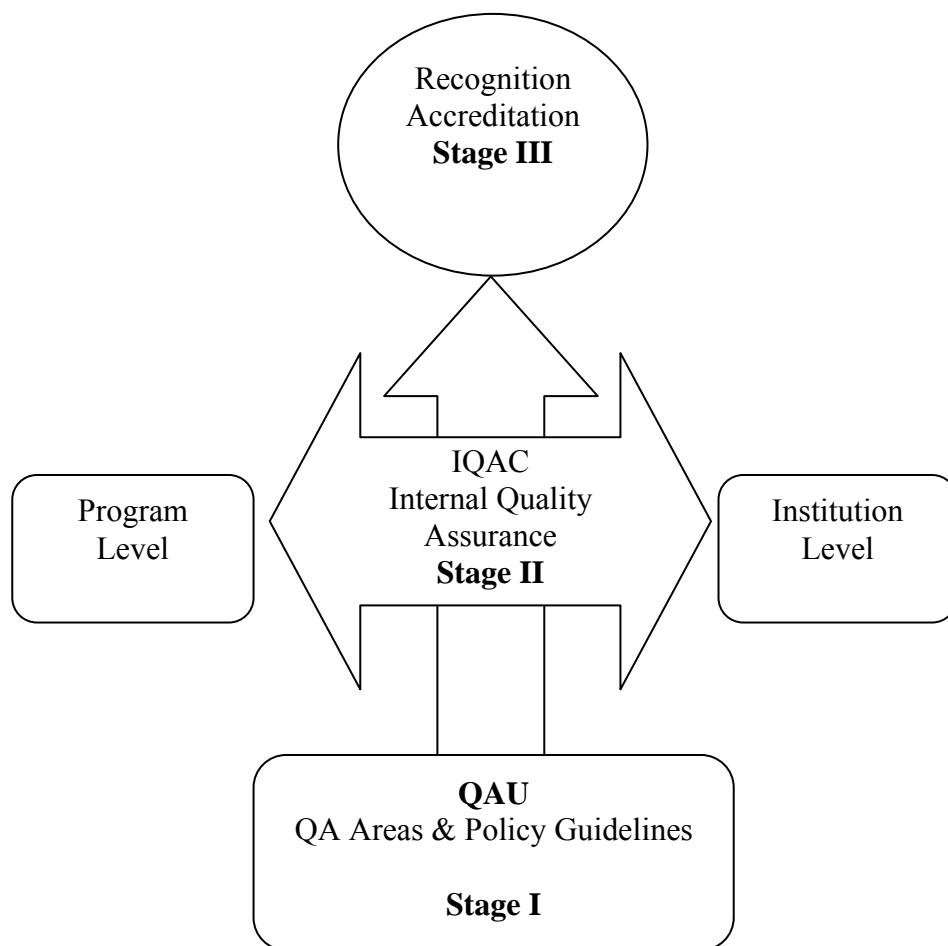 Recognition
Accreditation
Stage III
IQAC
Internal Quality
Assurance
Stage II
Program
Level
Institution
Level
QAU
QA Areas & Policy Guidelines
Stage I